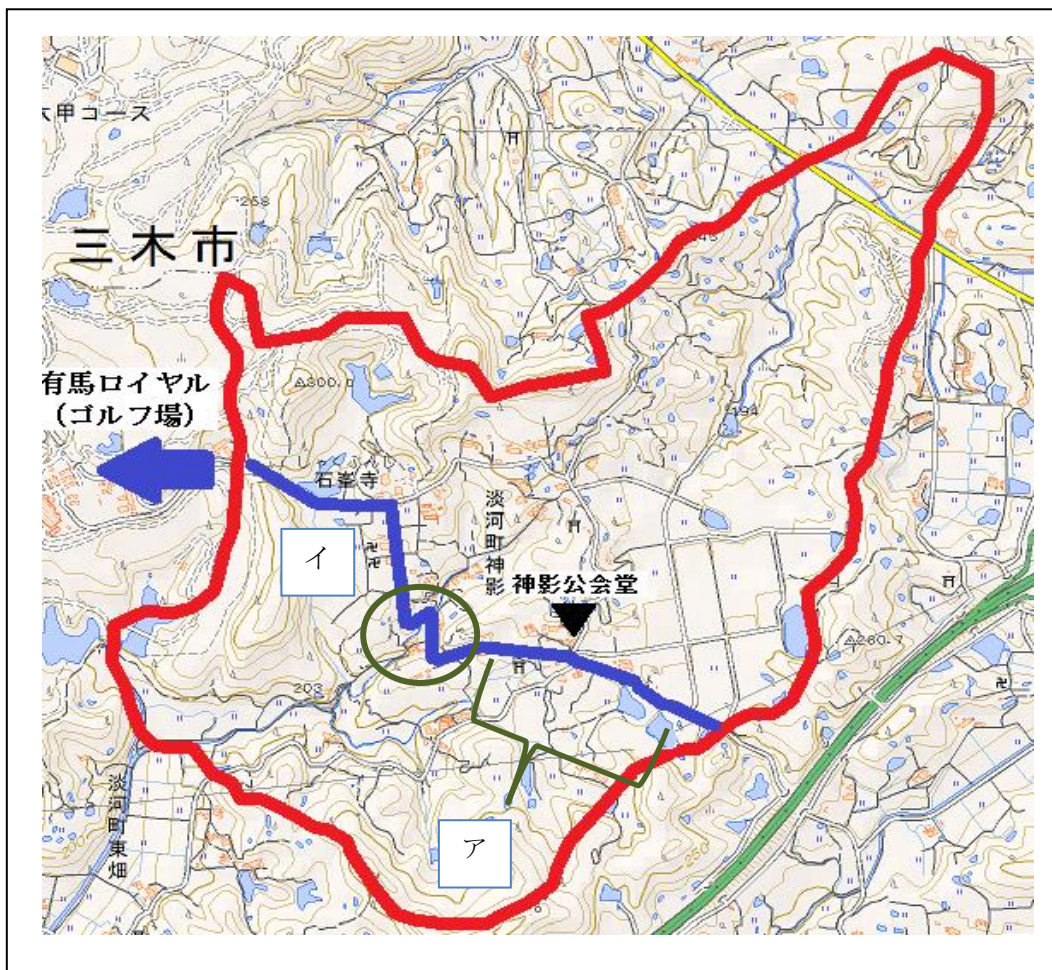 大甲コース
258
三木市
有馬ロイヤル
(ゴルフ場)
300.0
石峯寺
194
淡河町神影
神影公会堂
イ
260.7
203
淡河町東畑
ア
250